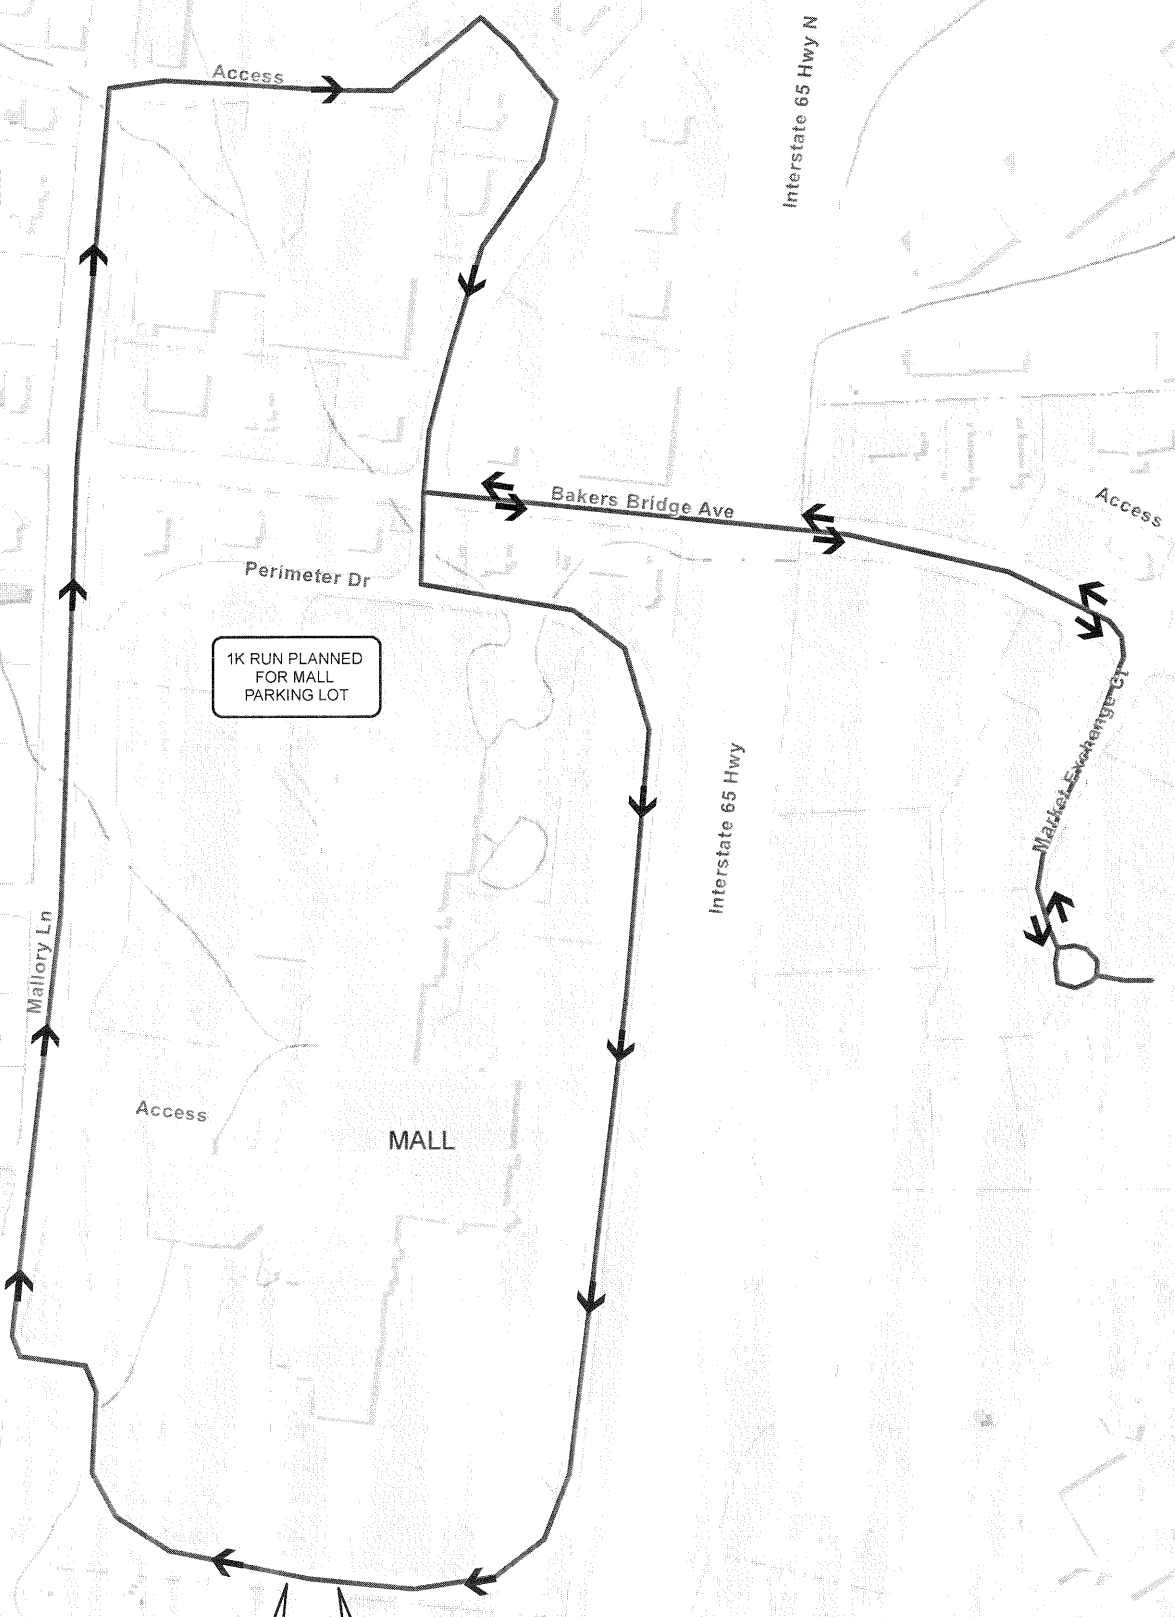 Access
Interstate 65 Hwy N
Bakers Bridge Ave
Access
Perimeter Dr
1K RUN PLANNED
FOR MALL
PARKING LOT
Market Exchange Ct
Interstate 65 Hwy
Mallory Ln
Access
MALL